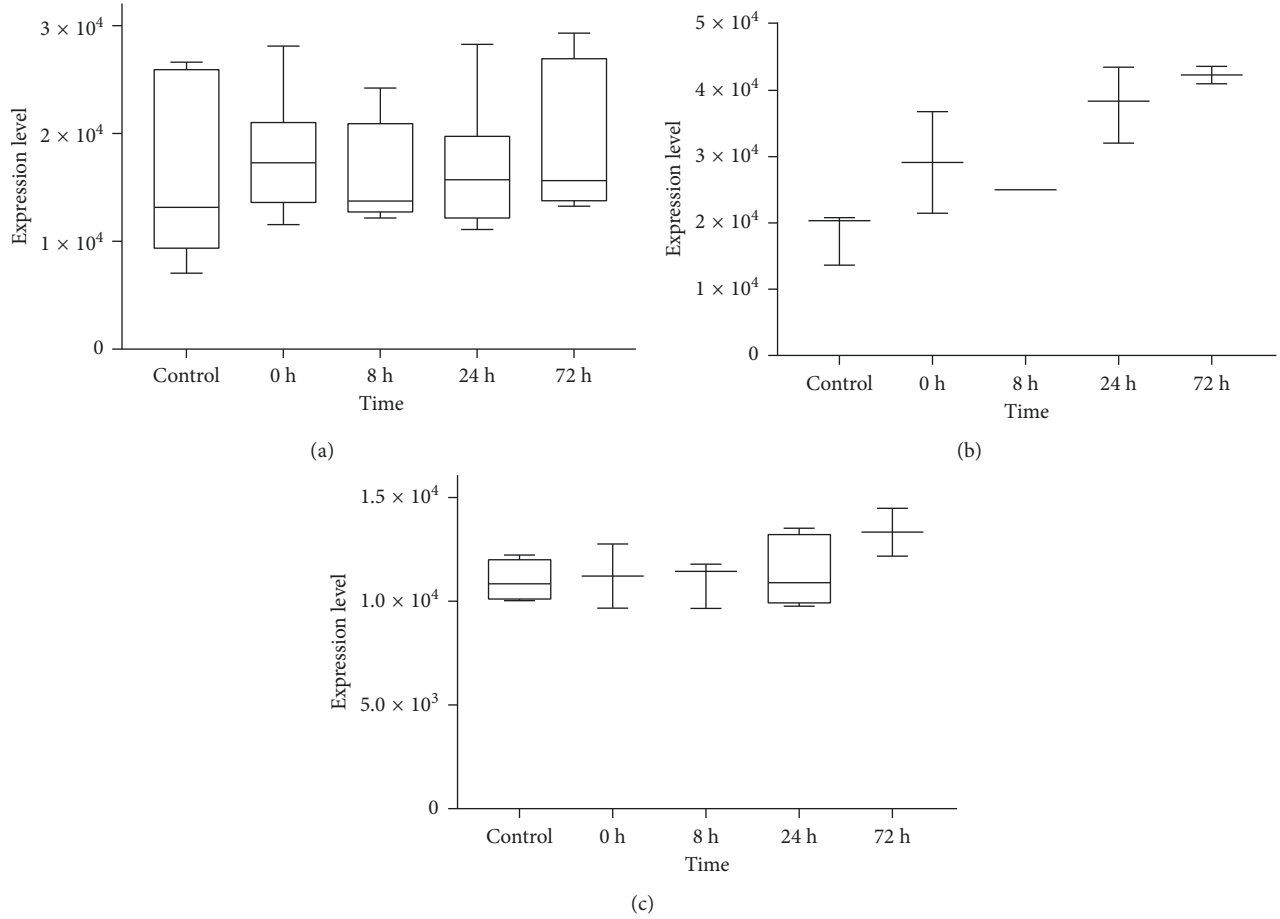 3 × 10⁴
2 × 10⁴
1 × 10⁴
0
Expression level
Control 0 h 8 h 24 h 72 h
Time
(a)
5 × 10⁴
4 × 10⁴
3 × 10⁴
2 × 10⁴
1 × 10⁴
0
Expression level
Control 0 h 8 h 24 h 72 h
Time
(b)
1.5 × 10⁴
1.0 × 10⁴
5.0 × 10³
0
Expression level
Control 0 h 8 h 24 h 72 h
Time
(c)